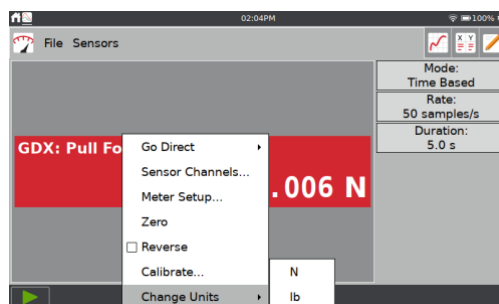 02:04PM
100%
File Sensors
X Y
Mode:
Time Based
Rate:
50 samples/s
Duration:
5.0 s
GDX: Pull Fo
.006 N
Go Direct
Sensor Channels...
Meter Setup...
Zero
Reverse
Calibrate...
Change Units
N
lb